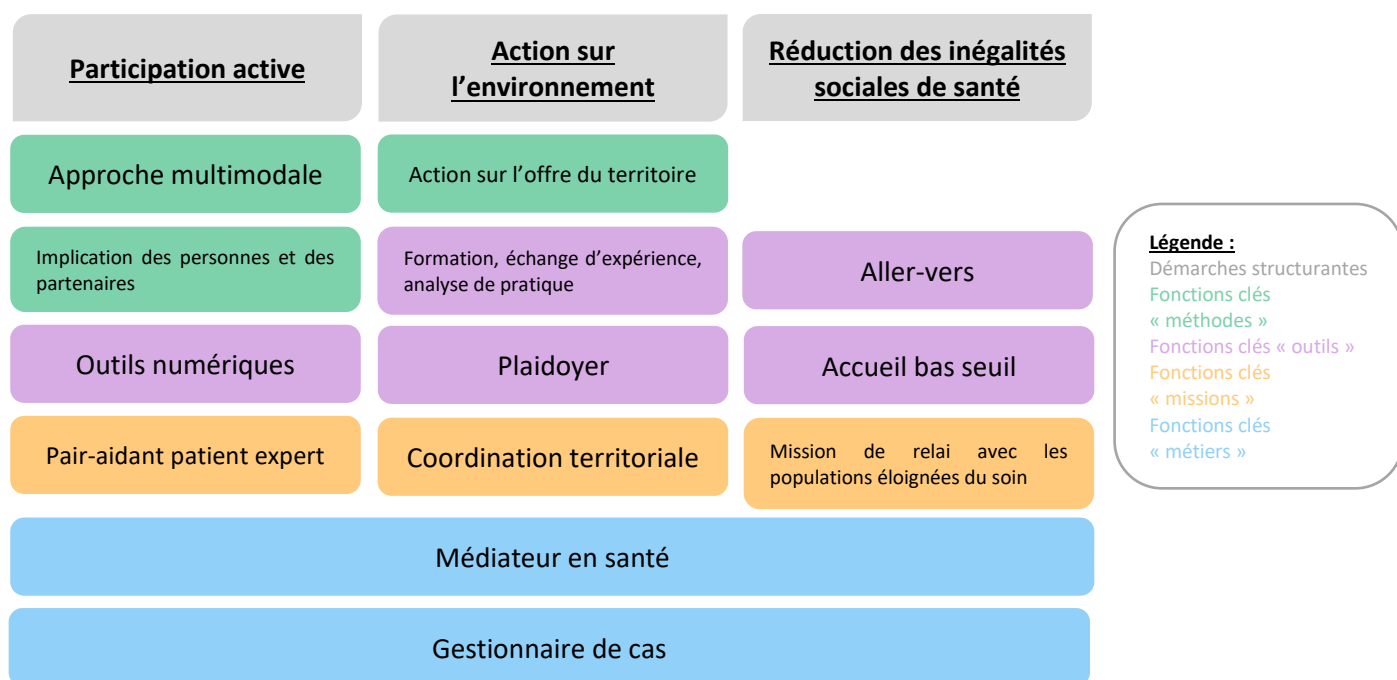 Participation active
Action sur
l’environnement
Réduction des inégalités
sociales de santé
Approche multimodale
Action sur l’offre du territoire
Implication des personnes et des
partenaires
Formation, échange d’expérience,
analyse de pratique
Aller-vers
Outils numériques
Plaidoyer
Accueil bas seuil
Pair-aidant patient expert
Coordination territoriale
Mission de relai avec les
populations éloignées du soin
Médiateur en santé
Gestionnaire de cas
Légende :
Démarches structurantes
Fonctions clés
« méthodes »
Fonctions clés « outils »
Fonctions clés
« missions »
Fonctions clés
« métiers »